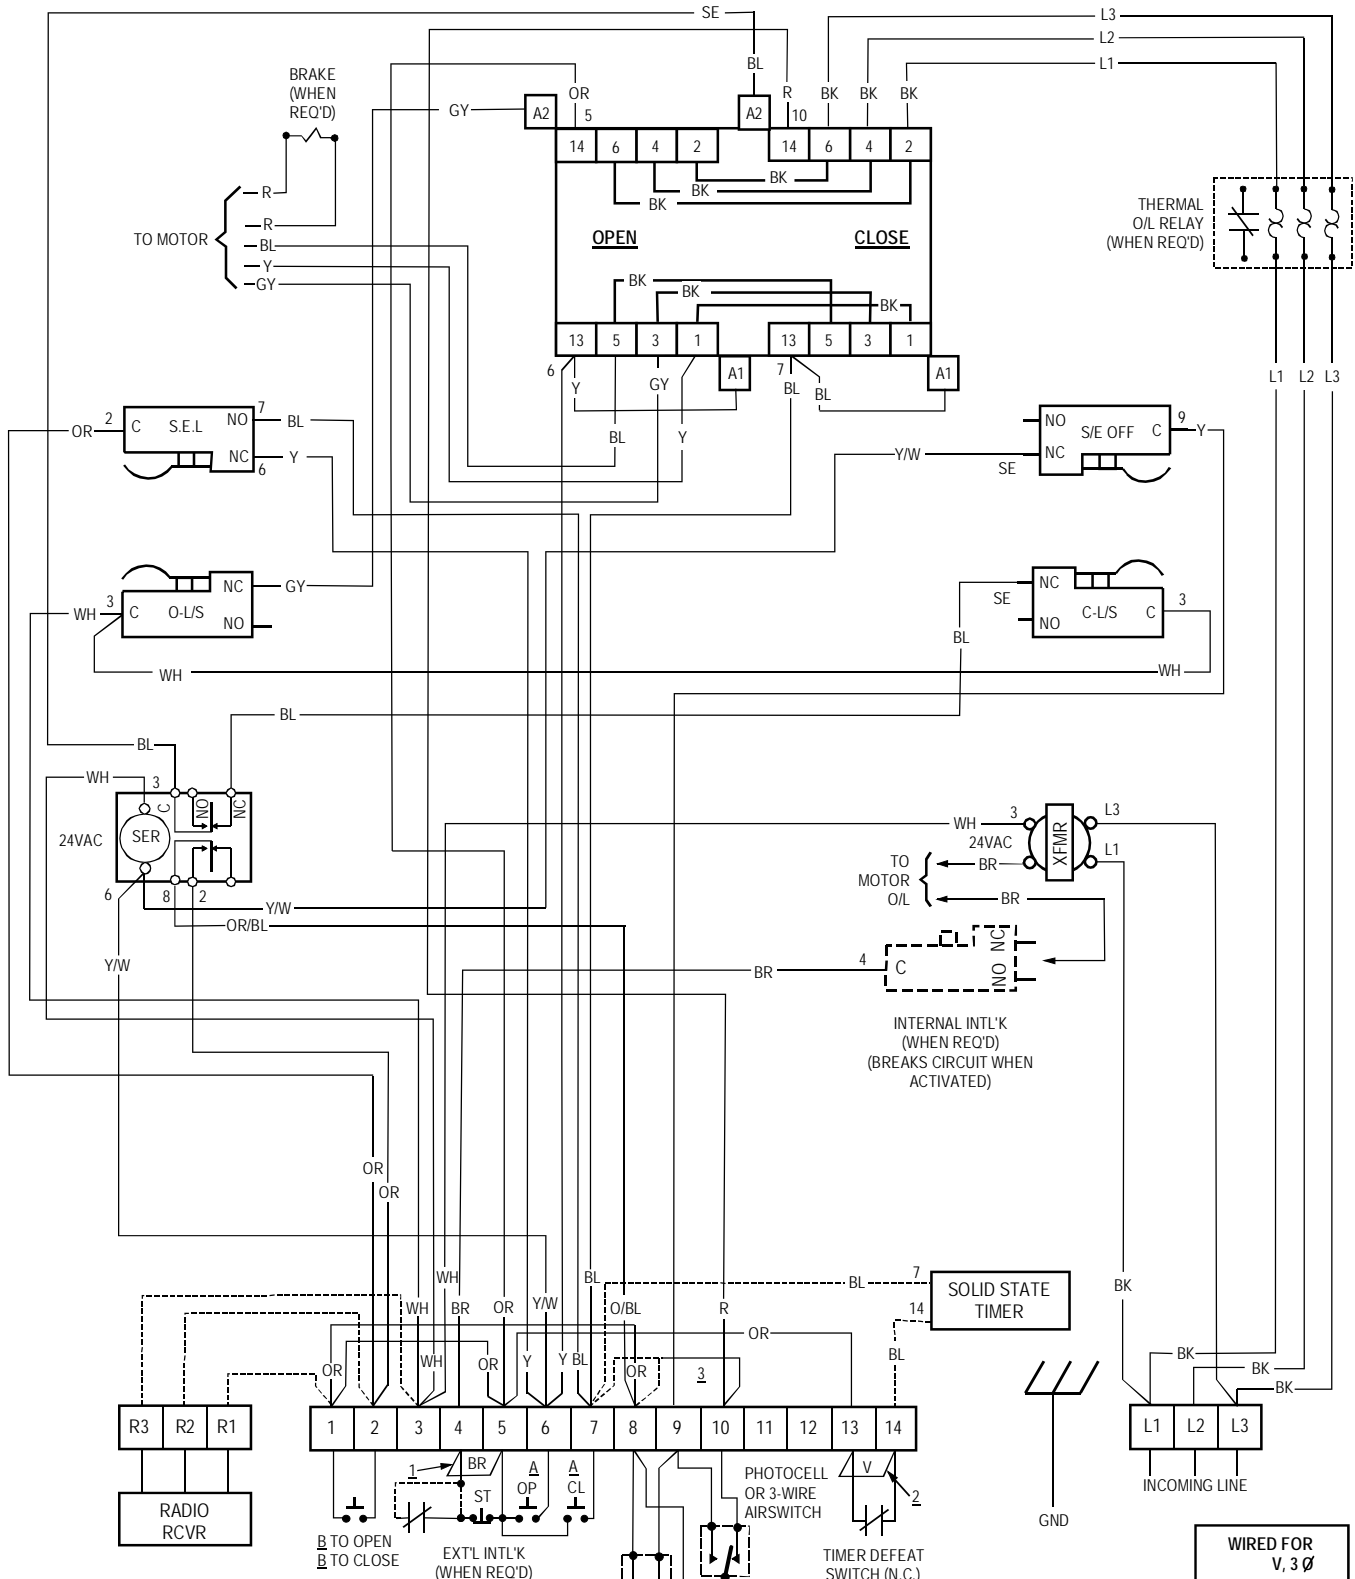 SE
L3
L2
L1
BL
BRAKE
(WHEN
REQ'D)
OR
R
BK
BK
BK
GY
A2
5
A2
10
14
6
4
2
14
6
4
2
BK
BK
BK
R
R
BL
Y
GY
TO MOTOR
THERMAL
O/L RELAY
(WHEN REQ'D)
OPEN
CLOSE
BK
BK
BK
13
5
3
1
13
5
3
1
6
Y
GY
A1
7
BL
BL
A1
L1
L2
L3
OR
2
C
S.E.L
NO
NC
7
BL
6
Y
BL
Y
NO
NC
S/E OFF
C
9
Y
SE
Y/W
WH
3
C
O-L/S
NC
NO
GY
NC
NO
C-L/S
C
3
SE
BL
WH
WH
BL
BL
WH
3
C
NO
NC
24VAC
SER
6
8
2
Y/W
OR/BL
Y/W
WH
3
24VAC
XFMR
L3
L1
TO
MOTOR
O/L
BR
BR
BR
4
C
NC
NO
INTERNAL INTL'K
(WHEN REQ'D)
(BREAKS CIRCUIT WHEN
ACTIVATED)
OR
OR
WH
WH
BR
OR
Y/W
BL
O/BL
R
BL
7
14
SOLID STATE
TIMER
BK
OR
WH
OR
Y
Y
BL
OR
3
OR
BL
BK
BK
BK
R3
R2
R1
1
2
3
4
5
6
7
8
9
10
11
12
13
14
L1
L2
L3
RADIO
RCVR
1
BR
ST
A
OP
A
CL
PHOTOCELL
OR 3-WIRE
AIRSWITCH
V
2
INCOMING LINE
GND
B TO OPEN
B TO CLOSE
EXT'L INTL'K
(WHEN REQ'D)
TIMER DEFEAT
SWITCH (N.C.)
WIRED FOR
V, 3 Ø